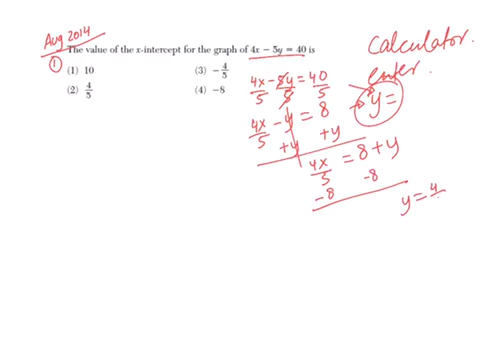 Aug 2014
① The value of the x-intercept for the graph of 4x − 5y = 40 is
(1) 10
(2) 4/5
(3) −4/5
(4) −8
calculator.
enter.
y=
4x/5 − 5y/5 = 40/5
4x/5 − y = 8
+y +y
4x/5 = 8 + y
−8 −8
y = 4